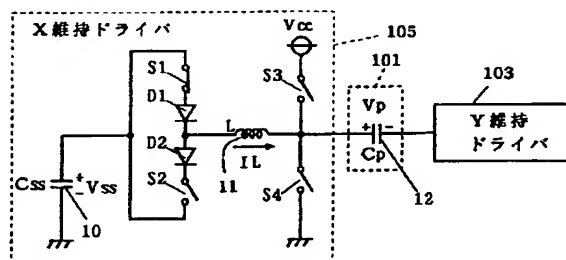 X維持ドライバ
Vcc
105
S1
S3
101
103
D1
Vp
Y維持
ドライバ
L
+
-
D2
IL
Cp
Css
+
-
Vss
S2
11
S4
12
10